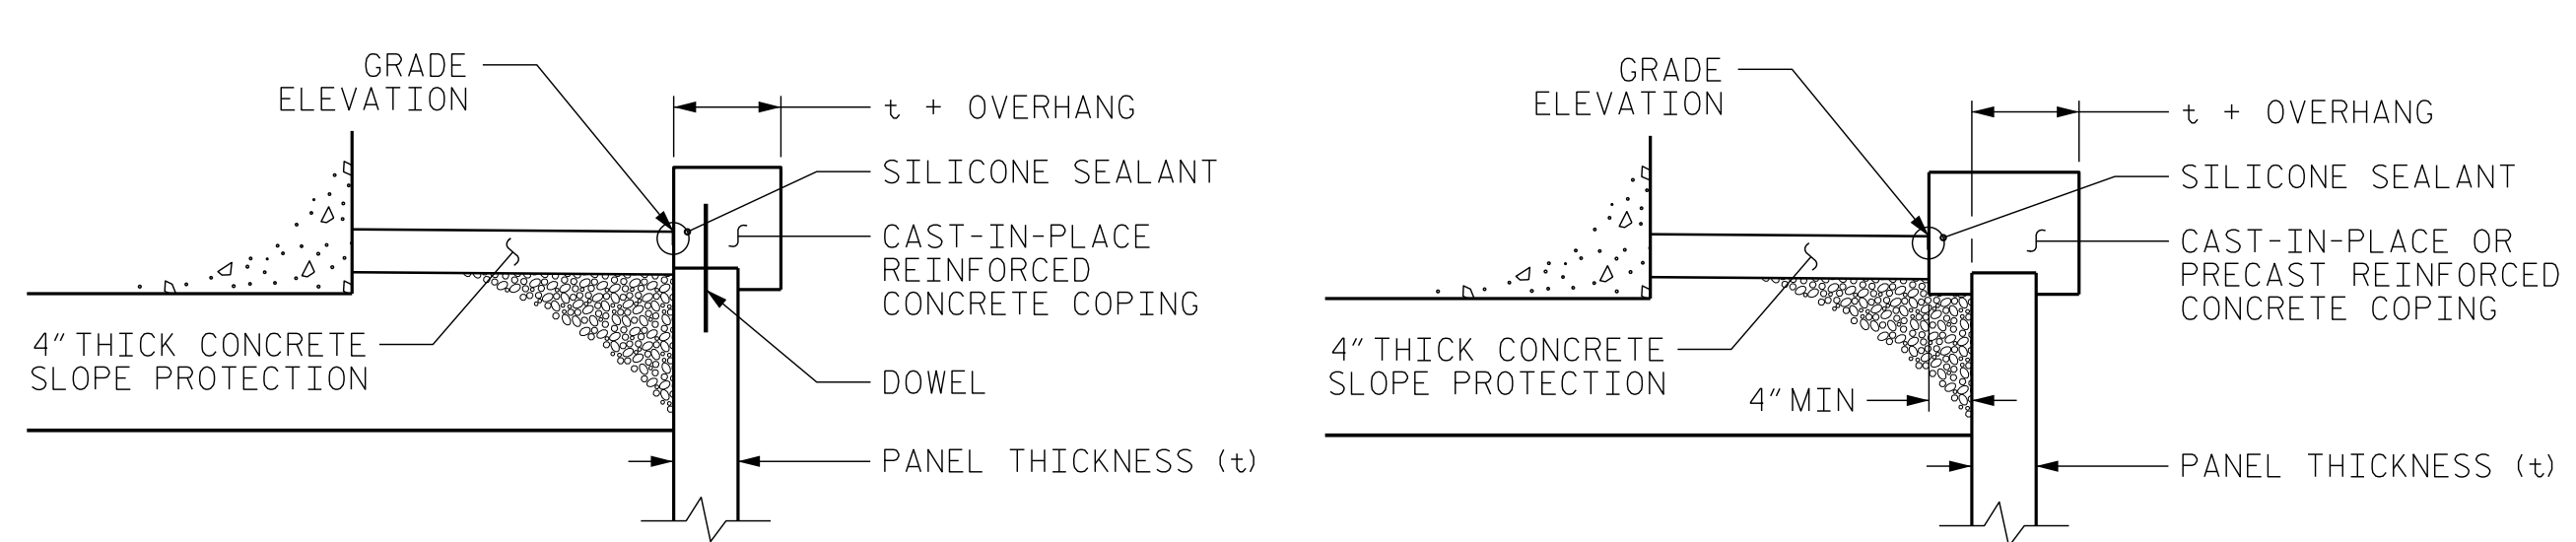 GRADE
ELEVATION
t + OVERHANG
SILICONE SEALANT
CAST-IN-PLACE
REINFORCED
CONCRETE COPING
4" THICK CONCRETE
SLOPE PROTECTION
DOWEL
PANEL THICKNESS (t)
GRADE
ELEVATION
t + OVERHANG
SILICONE SEALANT
CAST-IN-PLACE OR
PRECAST REINFORCED
CONCRETE COPING
4" THICK CONCRETE
SLOPE PROTECTION
4" MIN
PANEL THICKNESS (t)